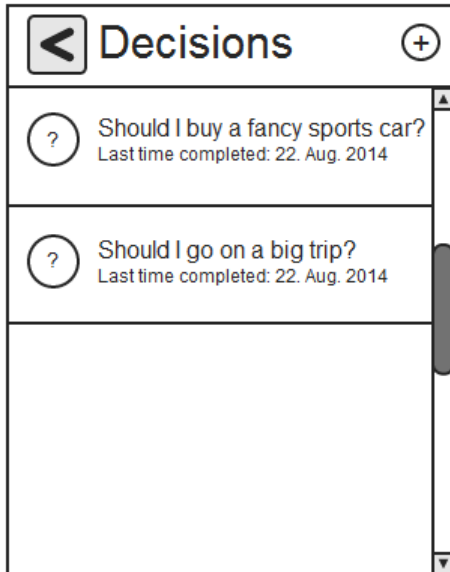 < Decisions +
? Should I buy a fancy sports car?
Last time completed: 22. Aug. 2014
? Should I go on a big trip?
Last time completed: 22. Aug. 2014